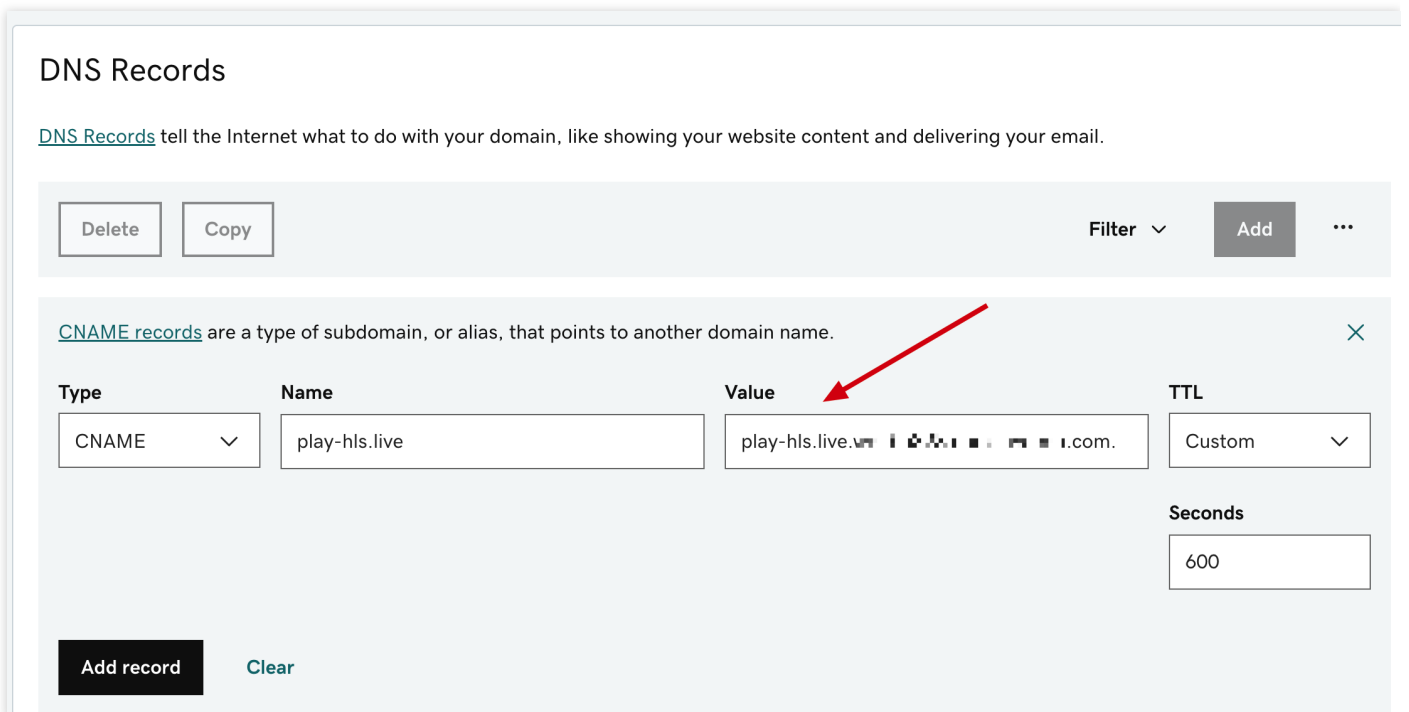 DNS Records
DNS Records tell the Internet what to do with your domain, like showing your website content and delivering your email.
Delete Copy Filter Add ...
CNAME records are a type of subdomain, or alias, that points to another domain name.
Type Name Value TTL
CNAME play-hls.live play-hls.live. .com. Custom
Seconds
600
Add record Clear